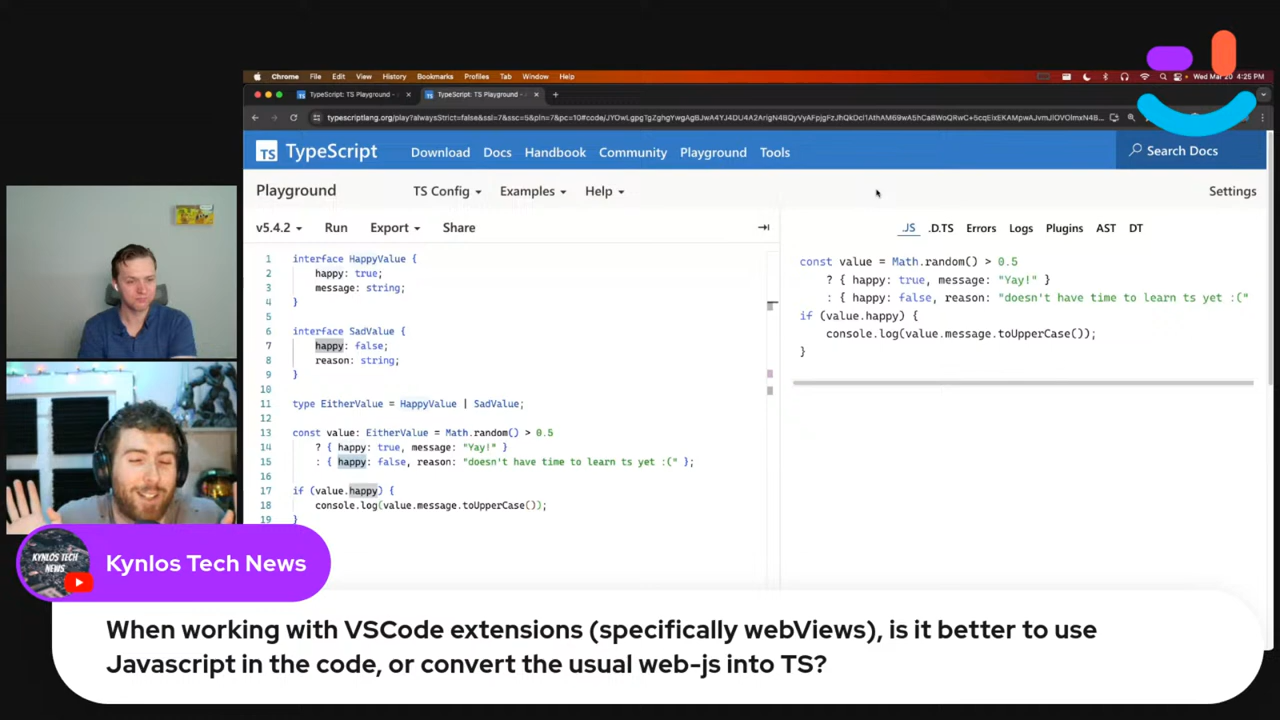 Chrome File Edit View History Bookmarks Profiles Tab Window Help Wed Mar 20 4:25 PM
TypeScript: TS Playground - × TypeScript: TS Playground - × +
TS TypeScript Download Docs Handbook Community Playground Tools Search Docs
Playground TS Config Examples Help Settings
v5.4.2 Run Export Share
.JS .D.TS Errors Logs Plugins AST DT
1 interface HappyValue {
2 happy: true;
3 message: string;
4 }
5
6 interface SadValue {
7 happy: false;
8 reason: string;
9 }
10
11 type EitherValue = HappyValue | SadValue;
12
13 const value: EitherValue = Math.random() > 0.5
14 ? { happy: true, message: "Yay!" }
15 : { happy: false, reason: "doesn't have time to learn ts yet :(" };
16
17 if (value.happy) {
18 console.log(value.message.toUpperCase());
19 }
const value = Math.random() > 0.5
? { happy: true, message: "Yay!" }
: { happy: false, reason: "doesn't have time to learn ts yet :("
if (value.happy) {
console.log(value.message.toUpperCase());
}
KYNLOS TECH
NEWS
Kynlos Tech News
When working with VSCode extensions (specifically webViews), is it better to use
Javascript in the code, or convert the usual web-js into TS?